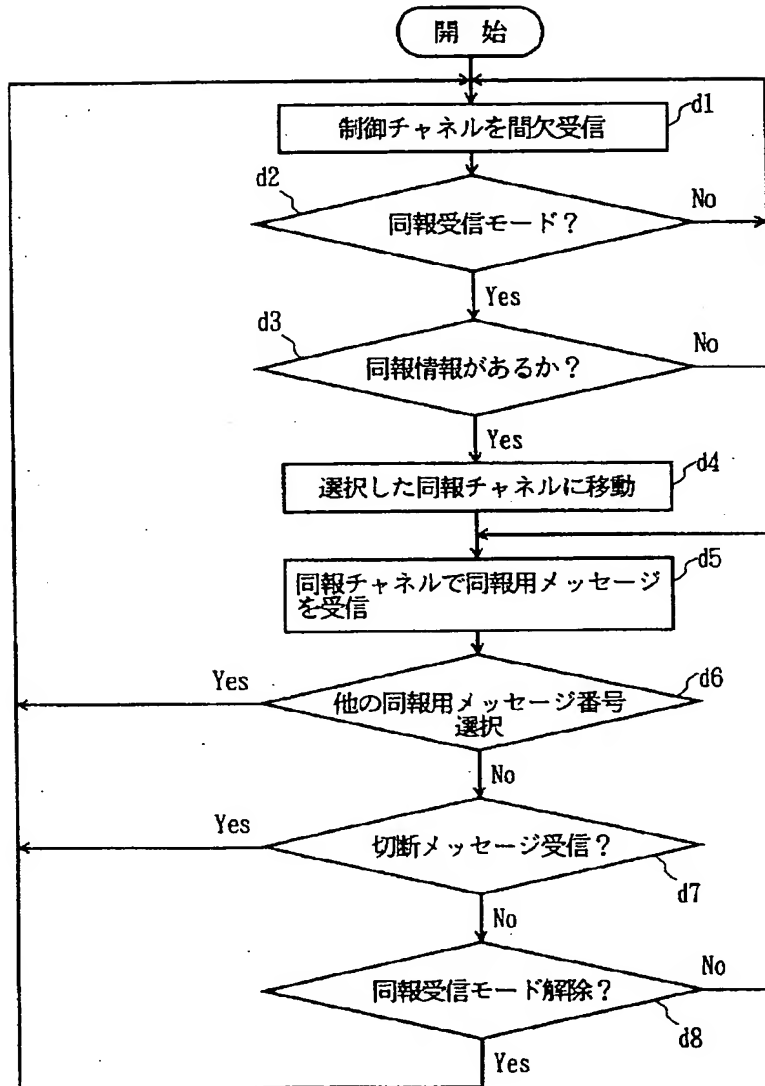 開 始
制御チャネルを間欠受信
d1
d2
同報受信モード？
No
Yes
d3
同報情報があるか？
No
Yes
選択した同報チャネルに移動
d4
同報チャネルで同報用メッセージ
を受信
d5
Yes
他の同報用メッセージ番号
選択
d6
No
Yes
切断メッセージ受信？
d7
No
同報受信モード解除？
No
d8
Yes